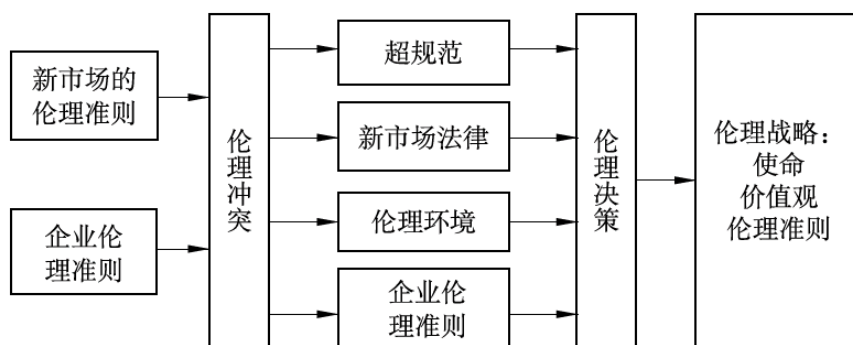 新市场的
伦理准则
企业伦
理准则
伦理冲突
超规范
新市场法律
伦理环境
企业伦
理准则
伦理决策
伦理战略：
使命
价值观
伦理准则